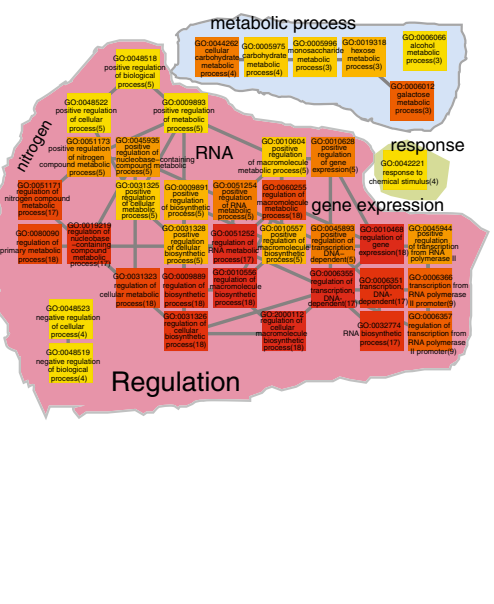 metabolic process
GO:0044262
cellular
carbohydrate
metabolic
process(4)
GO:0005975
carbohydrate
metabolic
process(4)
GO:0005996
monosaccharide
metabolic
process(3)
GO:0019318
hexose
metabolic
process(3)
GO:0006066
alcohol
metabolic
process(3)
GO:0006012
galactose
metabolic
process(3)
GO:0048518
positive regulation
of biological
process(5)
GO:0048522
positive regulation
of cellular
process(5)
GO:0009893
positive regulation
of metabolic
process(5)
nitrogen
RNA
response
gene expression
GO:0051173
positive regulation
of nitrogen
compound metabolic
process(5)
GO:0045935
positive
regulation of
nucleobase-containing
compound metabolic
process(5)
GO:0010604
positive
regulation
of macromolecule
metabolic process(5)
GO:0010628
positive
regulation
of gene
expression(5)
GO:0042221
response to
chemical stimulus(4)
GO:0051171
regulation of
nitrogen compound
metabolic
process(17)
GO:0031325
positive
regulation of
cellular
metabolic
process(5)
GO:0009891
positive
regulation
of biosynthetic
process(5)
GO:0051254
positive
regulation
of RNA
metabolic
process(5)
GO:0060255
regulation of
macromolecule
metabolic
process(18)
GO:0080090
regulation of
primary metabolic
process(18)
GO:0019219
regulation of
nucleobase
-containing
compound
metabolic
process(17)
GO:0031328
positive
regulation
of cellular
biosynthetic
process(5)
GO:0051252
regulation of
RNA metabolic
process(17)
GO:0010557
positive
regulation of
macromolecule
biosynthetic
process(5)
GO:0045893
positive
regulation of
transcription,
DNA-
dependent(5)
GO:0010468
regulation of
gene
expression(18)
GO:0045944
positive
regulation
of transcription
from RNA
polymerase II
GO:0031323
regulation of
cellular metabolic
process(18)
GO:0009889
regulation of
biosynthetic
process(18)
GO:0010556
regulation of
macromolecule
biosynthetic
process(18)
GO:0006355
regulation of
transcription,
DNA-
dependent(17)
GO:0006351
transcription,
DNA-
dependent(17)
GO:0006366
transcription from
RNA polymerase
II promoter(9)
GO:0048523
negative regulation
of cellular
process(4)
GO:0031326
regulation of
cellular
biosynthetic
process(18)
GO:2000112
regulation of
cellular
macromolecule
biosynthetic
process(18)
GO:0032774
RNA biosynthetic
process(17)
GO:0006357
regulation of
transcription from
RNA polymerase
II promoter(9)
GO:0048519
negative regulation
of biological
process(4)
Regulation